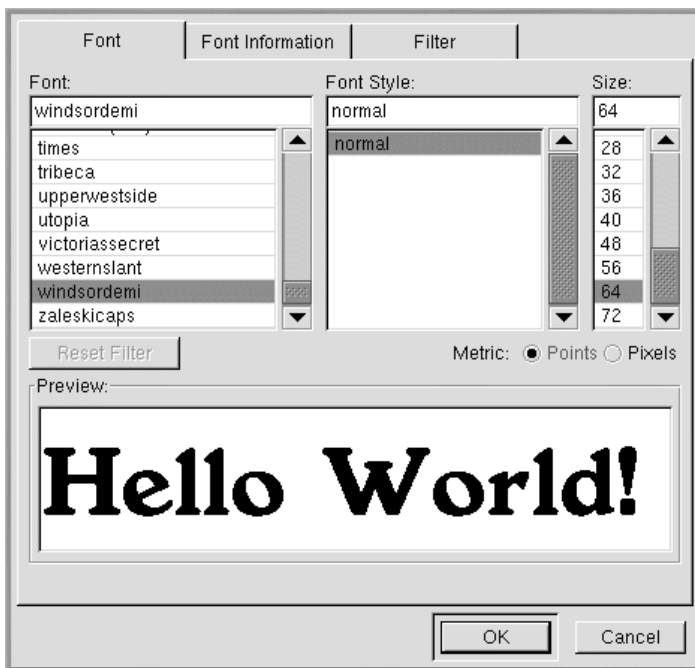 Font Font Information Filter
Font: Font Style: Size:
windsordemi normal 64
times normal 28
tribeca 32
upperwestside 36
utopia 40
victoriassecret 48
westernslant 56
windsordemi 64
zaleskicaps 72
Reset Filter Metric: Points Pixels
Preview:
Hello World!
OK Cancel